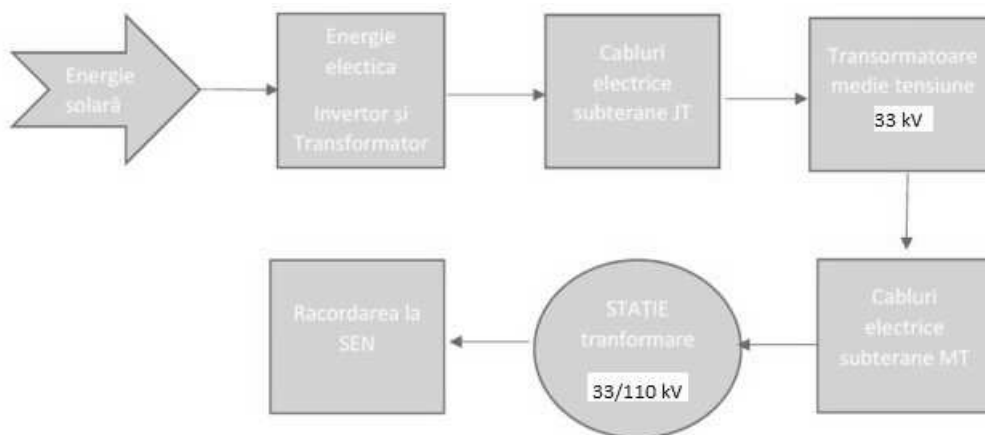 Energie
solară
Energie
electica
Invertor și
Transformator
Cabluri
electrice
subterane JT
Transormatoare
medie tensiune
33 kV
Cabluri
electrice
subterane MT
STAȚIE
tranformare
33/110 kV
Racordarea la
SEN